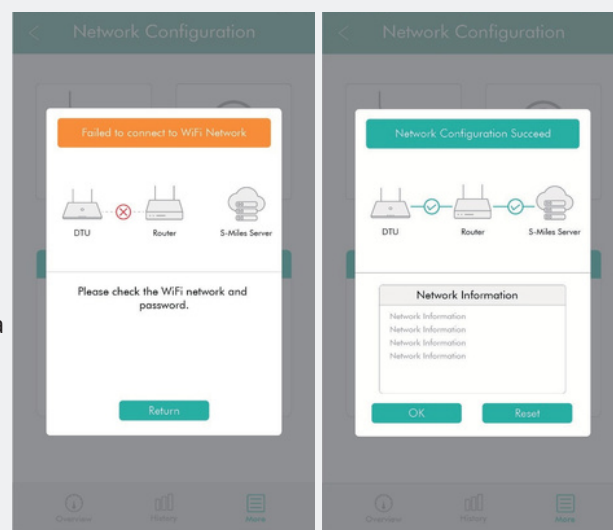 Network Configuration
Failed to connect to WiFi Network
DTU
Router
S-Miles Server
Please check the WiFi network and
password.
Return
Overview
History
More
a
Network Configuration
Network Configuration Succeed
DTU
Router
S-Miles Server
Network Information
Network Information
Network Information
Network Information
Network Information
OK
Reset
Overview
History
More